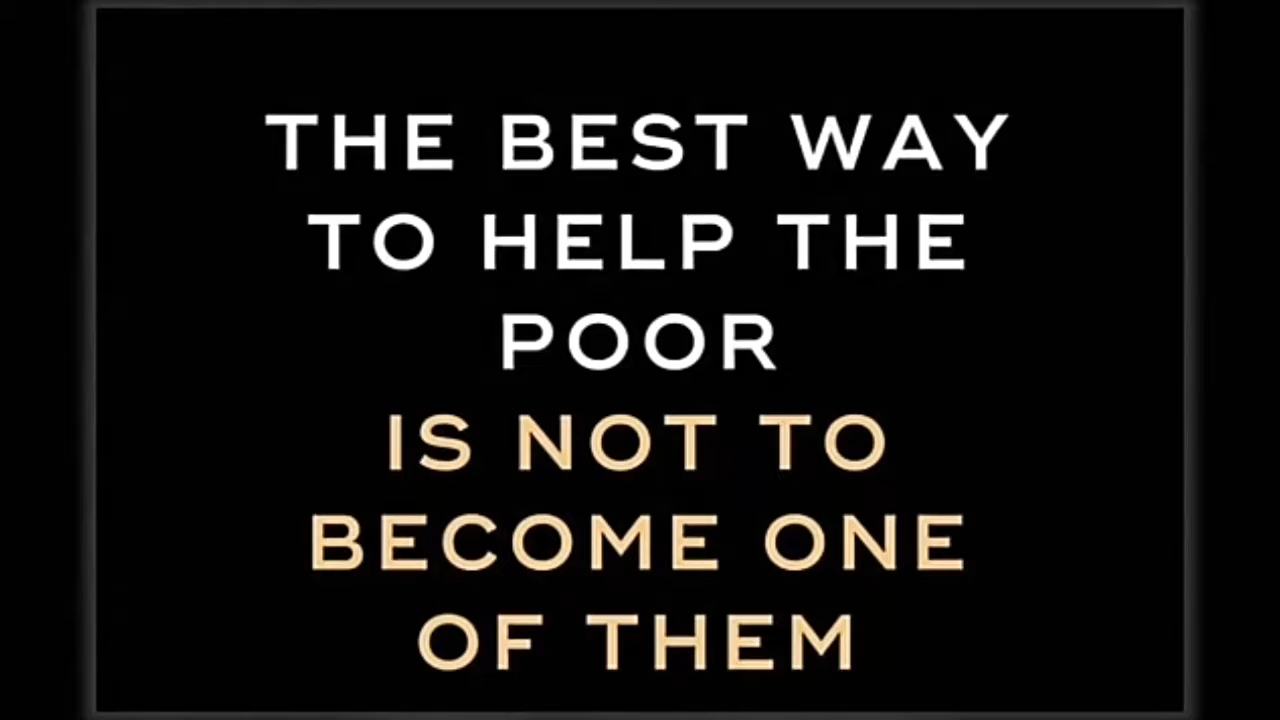 THE BEST WAY
TO HELP THE
POOR
IS NOT TO
BECOME ONE
OF THEM